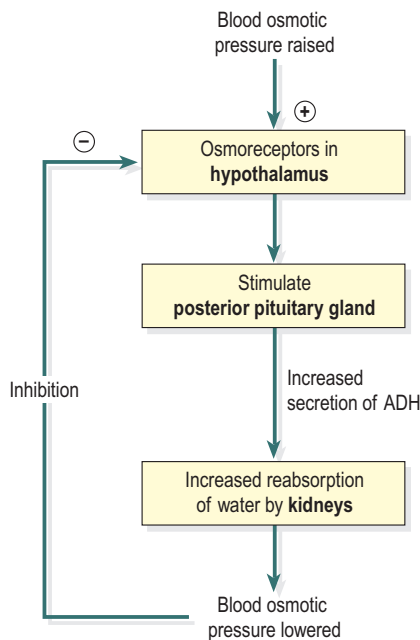 Blood osmotic
pressure raised
+
−
Osmoreceptors in
hypothalamus
Stimulate
posterior pituitary gland
Inhibition
Increased
secretion of ADH
Increased reabsorption
of water by kidneys
Blood osmotic
pressure lowered